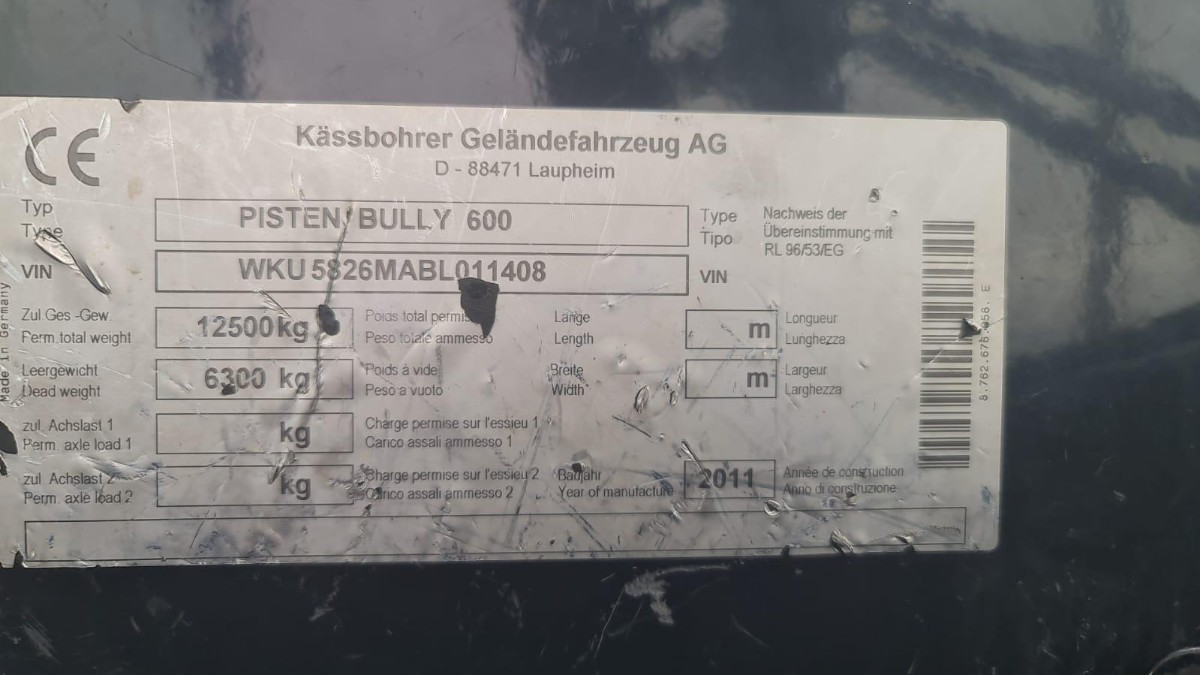 CE
Kässbohrer Geländefahrzeug AG
D - 88471 Laupheim
Typ
Type
PISTEN BULLY 600
Type
Tipo
Nachweis der
Übereinstimmung mit
RL 96/53/EG
VIN
WKU5826MABL011408
VIN
Zul Ges -Gew.
Perm.total weight
12500 kg
Poids total permis
Peso totale ammesso
Länge
Length
m
Longueur
Lunghezza
Leergewicht
Dead weight
6300 kg
Poids á vide
Peso a vuoto
Breite
Width
m
Largeur
Larghezza
zul. Achslast 1
Perm. axle load 1
kg
Charge permise sur l'essieu 1
Carico assali ammesso 1
zul. Achslast 2
Perm. axle load 2
kg
Charge permise sur l'essieu 2
Carico assali ammesso 2
Baujahr
Year of manufacture
2011
Année de construction
Anno di construzione
Made in Germany